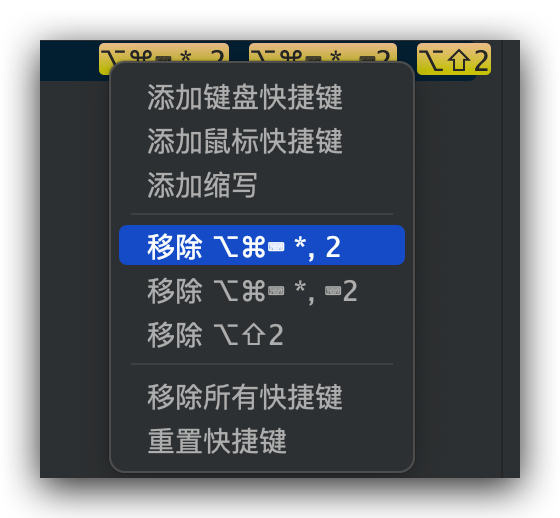 ⌥⌘⌨ *, 2 ⌥⌘⌨ *, ⌨2 ⌥⇧2
添加键盘快捷键
添加鼠标快捷键
添加缩写
移除 ⌥⌘⌨ *, 2
移除 ⌥⌘⌨ *, ⌨2
移除 ⌥⇧2
移除所有快捷键
重置快捷键